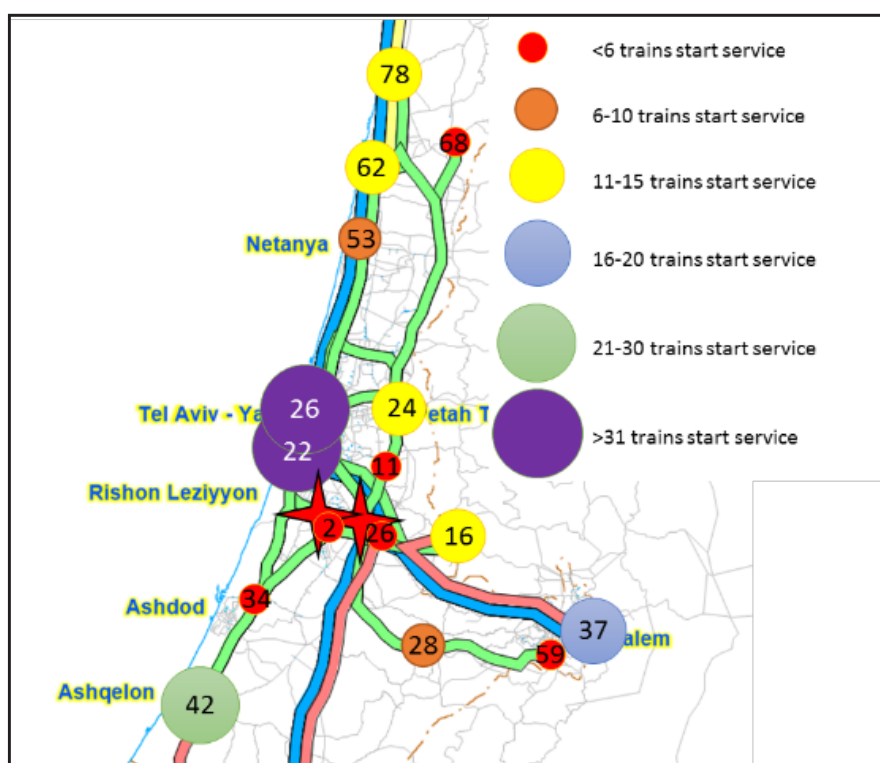 78
<6 trains start service
68
6-10 trains start service
62
11-15 trains start service
Netanya
53
16-20 trains start service
21-30 trains start service
Tel Aviv - Ya
26
24
etah T
>31 trains start service
22
11
Rishon Leziyyon
2
26
16
Ashdod
34
28
59
37
alem
Ashqelon
42